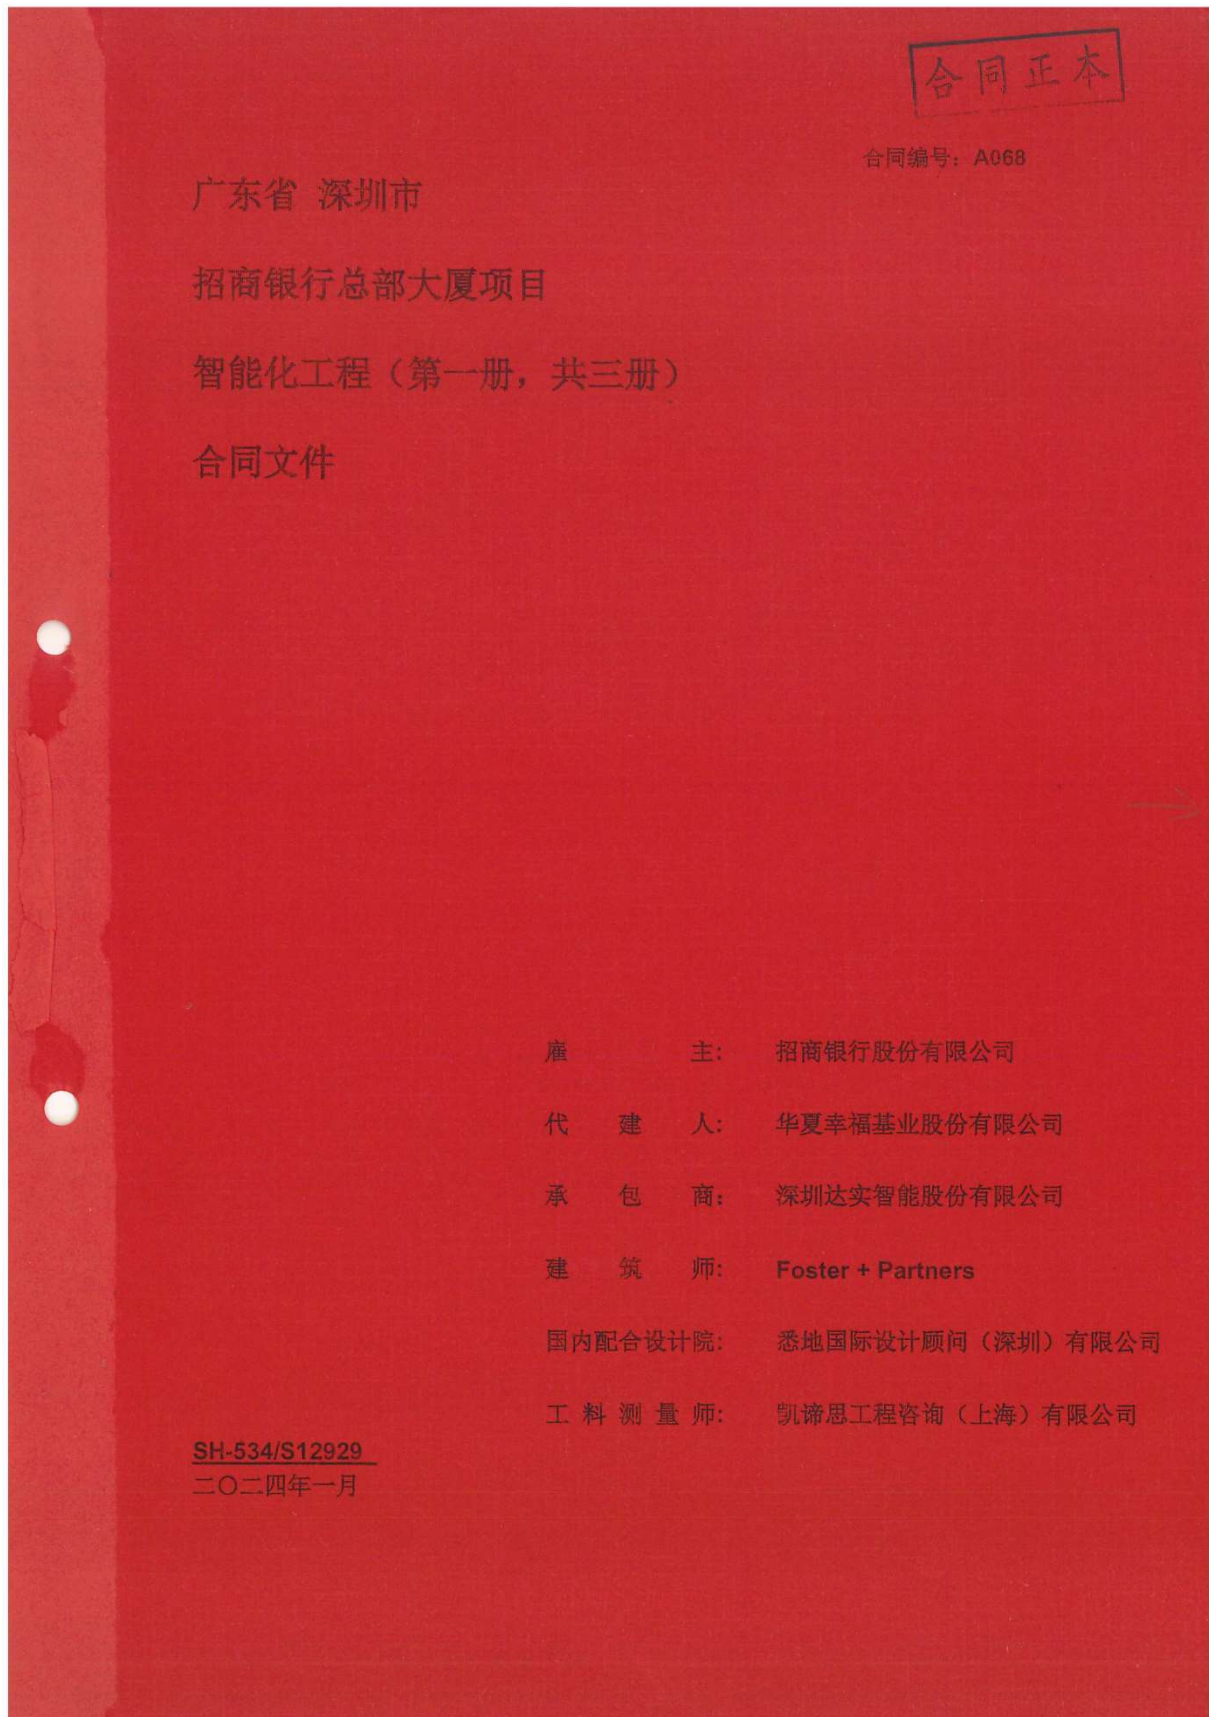 合同正本
合同编号：A068
广东省 深圳市
招商银行总部大厦项目
智能化工程（第一册，共三册）
合同文件
雇主: 招商银行股份有限公司
代建人: 华夏幸福基业股份有限公司
承包商: 深圳达实智能股份有限公司
建筑师: Foster + Partners
国内配合设计院: 悉地国际设计顾问（深圳）有限公司
工料测量师: 凯谛思工程咨询（上海）有限公司
SH-534/S12929
二〇二四年一月